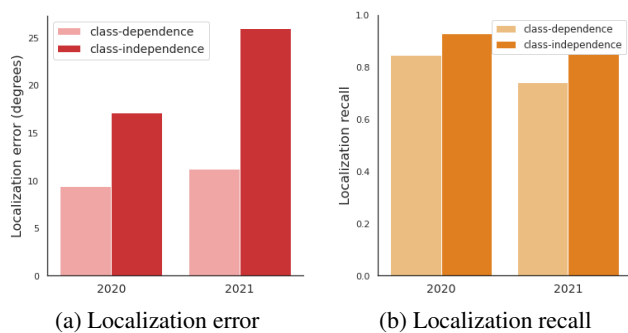 class-dependence
class-independence
Localization error (degrees)
25
20
15
10
5
0
2020
2021
(a) Localization error
class-dependence
class-independence
Localization recall
1.0
0.8
0.6
0.4
0.2
0.0
2020
2021
(b) Localization recall